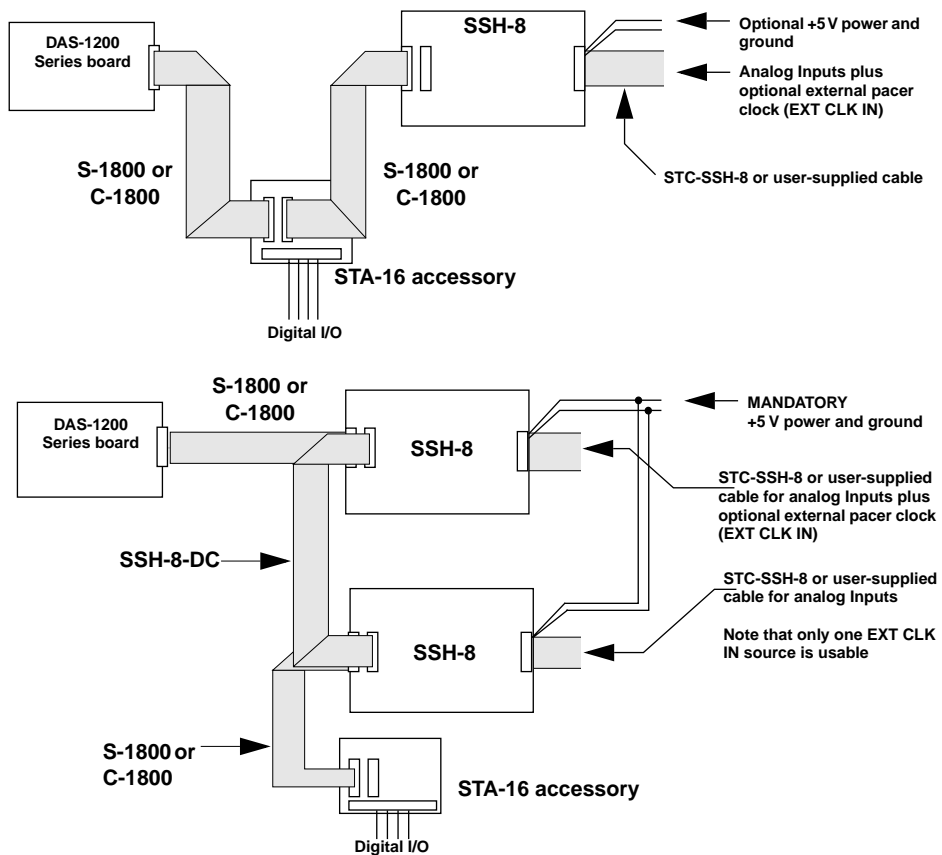 DAS-1200
Series board
SSH-8
Optional +5 V power and
ground
Analog Inputs plus
optional external pacer
clock (EXT CLK IN)
S-1800 or
C-1800
S-1800 or
C-1800
STC-SSH-8 or user-supplied cable
STA-16 accessory
Digital I/O
S-1800 or
C-1800
DAS-1200
Series board
SSH-8
MANDATORY
+5 V power and ground
STC-SSH-8 or user-supplied
cable for analog Inputs plus
optional external pacer clock
(EXT CLK IN)
SSH-8-DC
STC-SSH-8 or user-supplied
cable for analog Inputs
Note that only one EXT CLK
IN source is usable
SSH-8
S-1800 or
C-1800
STA-16 accessory
Digital I/O